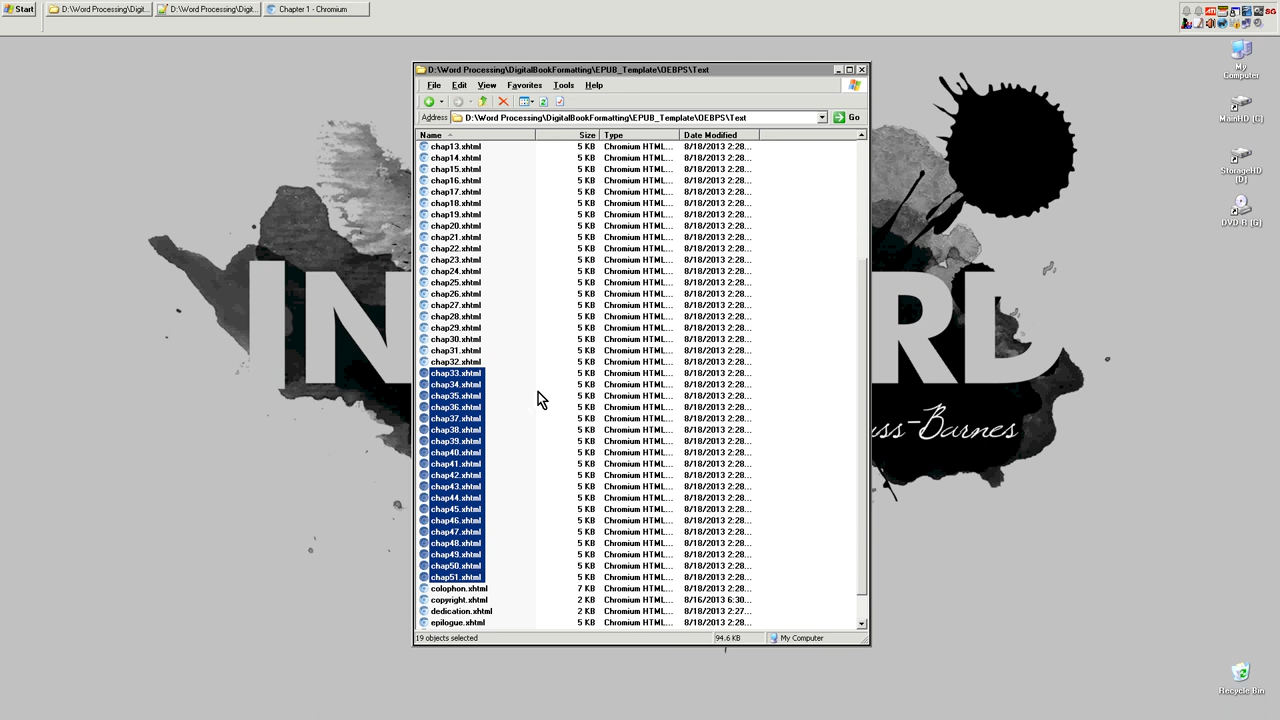 Start
D:\Word Processing\Digit...
D:\Word Processing\Digit...
Chapter 1 - Chromium
SG
D:\Word Processing\DigitalBookFormatting\EPUB_Template\OEBPS\Text
File Edit View Favorites Tools Help
Address D:\Word Processing\DigitalBookFormatting\EPUB_Template\OEBPS\Text Go
Name Size Type Date Modified
chap13.xhtml 5 KB Chromium HTML... 8/18/2013 2:28...
chap14.xhtml 5 KB Chromium HTML... 8/18/2013 2:28...
chap15.xhtml 5 KB Chromium HTML... 8/18/2013 2:28...
chap16.xhtml 5 KB Chromium HTML... 8/18/2013 2:28...
chap17.xhtml 5 KB Chromium HTML... 8/18/2013 2:28...
chap18.xhtml 5 KB Chromium HTML... 8/18/2013 2:28...
chap19.xhtml 5 KB Chromium HTML... 8/18/2013 2:28...
chap20.xhtml 5 KB Chromium HTML... 8/18/2013 2:28...
chap21.xhtml 5 KB Chromium HTML... 8/18/2013 2:28...
chap22.xhtml 5 KB Chromium HTML... 8/18/2013 2:28...
chap23.xhtml 5 KB Chromium HTML... 8/18/2013 2:28...
chap24.xhtml 5 KB Chromium HTML... 8/18/2013 2:28...
chap25.xhtml 5 KB Chromium HTML... 8/18/2013 2:28...
chap26.xhtml 5 KB Chromium HTML... 8/18/2013 2:28...
chap27.xhtml 5 KB Chromium HTML... 8/18/2013 2:28...
chap28.xhtml 5 KB Chromium HTML... 8/18/2013 2:28...
chap29.xhtml 5 KB Chromium HTML... 8/18/2013 2:28...
chap30.xhtml 5 KB Chromium HTML... 8/18/2013 2:28...
chap31.xhtml 5 KB Chromium HTML... 8/18/2013 2:28...
chap32.xhtml 5 KB Chromium HTML... 8/18/2013 2:28...
chap33.xhtml 5 KB Chromium HTML... 8/18/2013 2:28...
chap34.xhtml 5 KB Chromium HTML... 8/18/2013 2:28...
chap35.xhtml 5 KB Chromium HTML... 8/18/2013 2:28...
chap36.xhtml 5 KB Chromium HTML... 8/18/2013 2:28...
chap37.xhtml 5 KB Chromium HTML... 8/18/2013 2:28...
chap38.xhtml 5 KB Chromium HTML... 8/18/2013 2:28...
chap39.xhtml 5 KB Chromium HTML... 8/18/2013 2:28...
chap40.xhtml 5 KB Chromium HTML... 8/18/2013 2:28...
chap41.xhtml 5 KB Chromium HTML... 8/18/2013 2:28...
chap42.xhtml 5 KB Chromium HTML... 8/18/2013 2:28...
chap43.xhtml 5 KB Chromium HTML... 8/18/2013 2:28...
chap44.xhtml 5 KB Chromium HTML... 8/18/2013 2:28...
chap45.xhtml 5 KB Chromium HTML... 8/18/2013 2:28...
chap46.xhtml 5 KB Chromium HTML... 8/18/2013 2:28...
chap47.xhtml 5 KB Chromium HTML... 8/18/2013 2:28...
chap48.xhtml 5 KB Chromium HTML... 8/18/2013 2:28...
chap49.xhtml 5 KB Chromium HTML... 8/18/2013 2:28...
chap50.xhtml 5 KB Chromium HTML... 8/18/2013 2:28...
chap51.xhtml 5 KB Chromium HTML... 8/18/2013 2:28...
colophon.xhtml 7 KB Chromium HTML... 8/18/2013 2:28...
copyright.xhtml 2 KB Chromium HTML... 8/16/2013 6:30...
dedication.xhtml 2 KB Chromium HTML... 8/18/2013 2:27...
epilogue.xhtml 5 KB Chromium HTML... 8/18/2013 2:28...
19 objects selected 94.6 KB My Computer
IN RD
ss-Barnes
My Computer
MainHD (C)
StorageHD (D)
DVD-R (G)
Recycle Bin